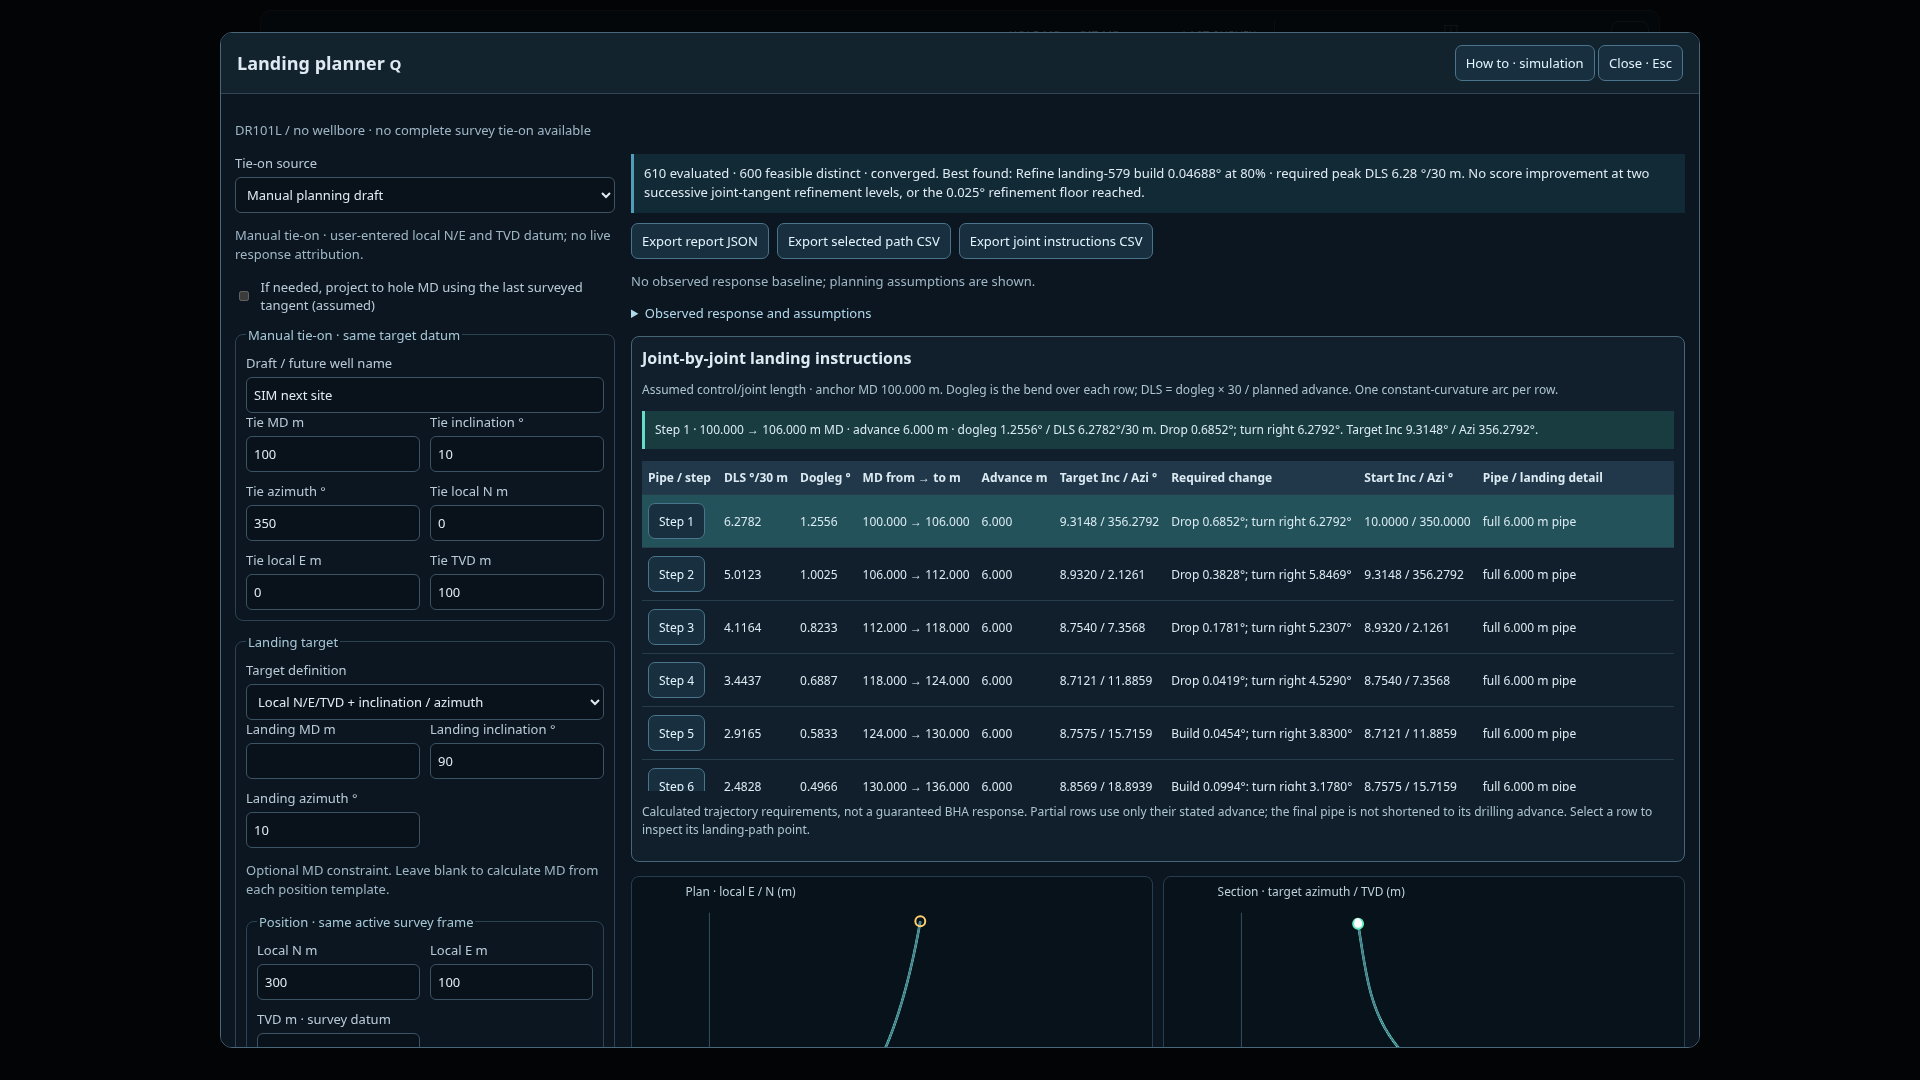 Landing planner Q
How to · simulation
Close · Esc
DR101L / no wellbore · no complete survey tie-on available
Tie-on source
Manual planning draft
Manual tie-on · user-entered local N/E and TVD datum; no live
response attribution.
If needed, project to hole MD using the last surveyed
tangent (assumed)
Manual tie-on · same target datum
Draft / future well name
SIM next site
Tie MD m
Tie inclination °
100
10
Tie azimuth °
Tie local N m
350
0
Tie local E m
Tie TVD m
0
100
Landing target
Target definition
Local N/E/TVD + inclination / azimuth
Landing MD m
Landing inclination °
90
Landing azimuth °
10
Optional MD constraint. Leave blank to calculate MD from
each position template.
Position · same active survey frame
Local N m
Local E m
300
100
TVD m · survey datum
610 evaluated · 600 feasible distinct · converged. Best found: Refine landing-579 build 0.04688° at 80% · required peak DLS 6.28 °/30 m. No score improvement at two
successive joint-tangent refinement levels, or the 0.025° refinement floor reached.
Export report JSON
Export selected path CSV
Export joint instructions CSV
No observed response baseline; planning assumptions are shown.
▶ Observed response and assumptions
Joint-by-joint landing instructions
Assumed control/joint length · anchor MD 100.000 m. Dogleg is the bend over each row; DLS = dogleg × 30 / planned advance. One constant-curvature arc per row.
Step 1 · 100.000 → 106.000 m MD · advance 6.000 m · dogleg 1.2556° / DLS 6.2782°/30 m. Drop 0.6852°; turn right 6.2792°. Target Inc 9.3148° / Azi 356.2792°.
Pipe / step DLS °/30 m Dogleg ° MD from → to m Advance m Target Inc / Azi ° Required change Start Inc / Azi ° Pipe / landing detail
Step 1 6.2782 1.2556 100.000 → 106.000 6.000 9.3148 / 356.2792 Drop 0.6852°; turn right 6.2792° 10.0000 / 350.0000 full 6.000 m pipe
Step 2 5.0123 1.0025 106.000 → 112.000 6.000 8.9320 / 2.1261 Drop 0.3828°; turn right 5.8469° 9.3148 / 356.2792 full 6.000 m pipe
Step 3 4.1164 0.8233 112.000 → 118.000 6.000 8.7540 / 7.3568 Drop 0.1781°; turn right 5.2307° 8.9320 / 2.1261 full 6.000 m pipe
Step 4 3.4437 0.6887 118.000 → 124.000 6.000 8.7121 / 11.8859 Drop 0.0419°; turn right 4.5290° 8.7540 / 7.3568 full 6.000 m pipe
Step 5 2.9165 0.5833 124.000 → 130.000 6.000 8.7575 / 15.7159 Build 0.0454°; turn right 3.8300° 8.7121 / 11.8859 full 6.000 m pipe
Step 6 2.4828 0.4966 130.000 → 136.000 6.000 8.8569 / 18.8939 Build 0.0994°; turn right 3.1780° 8.7575 / 15.7159 full 6.000 m pipe
Calculated trajectory requirements, not a guaranteed BHA response. Partial rows use only their stated advance; the final pipe is not shortened to its drilling advance. Select a row to
inspect its landing-path point.
Plan · local E / N (m)
Section · target azimuth / TVD (m)